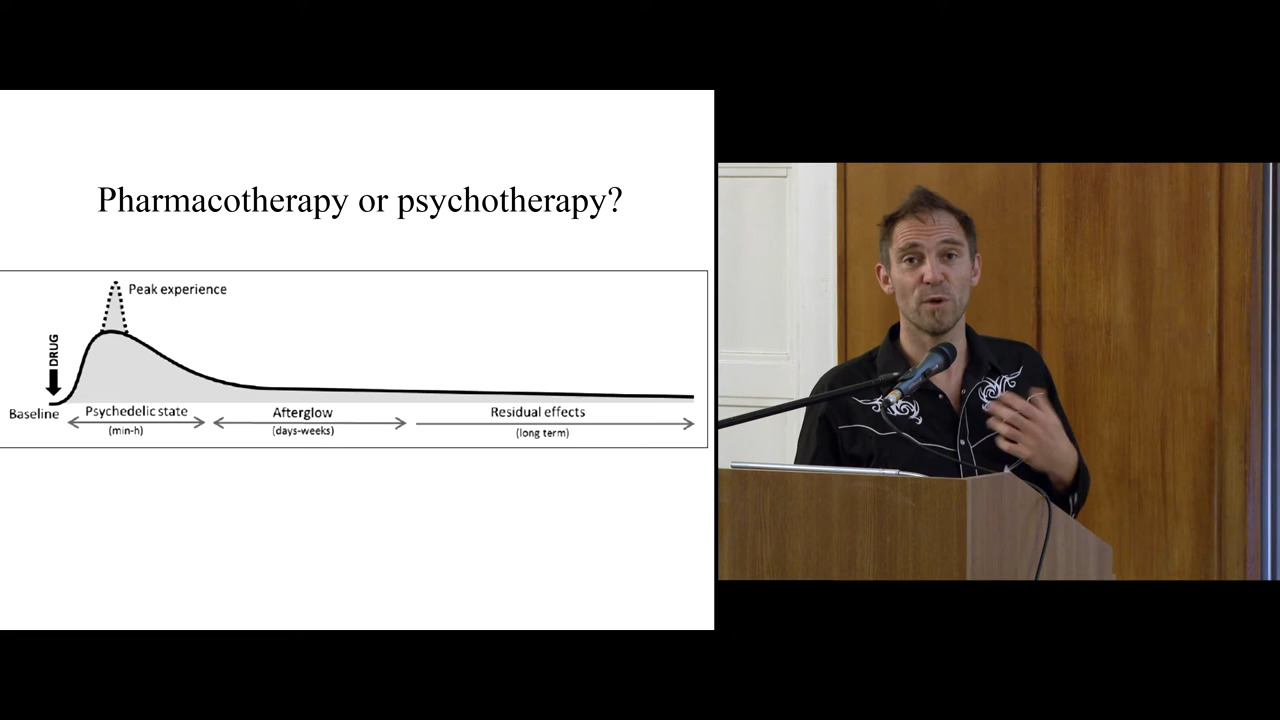 Pharmacotherapy or psychotherapy?
Peak experience
DRUG
Baseline
Psychedelic state
(min-h)
Afterglow
(days-weeks)
Residual effects
(long term)